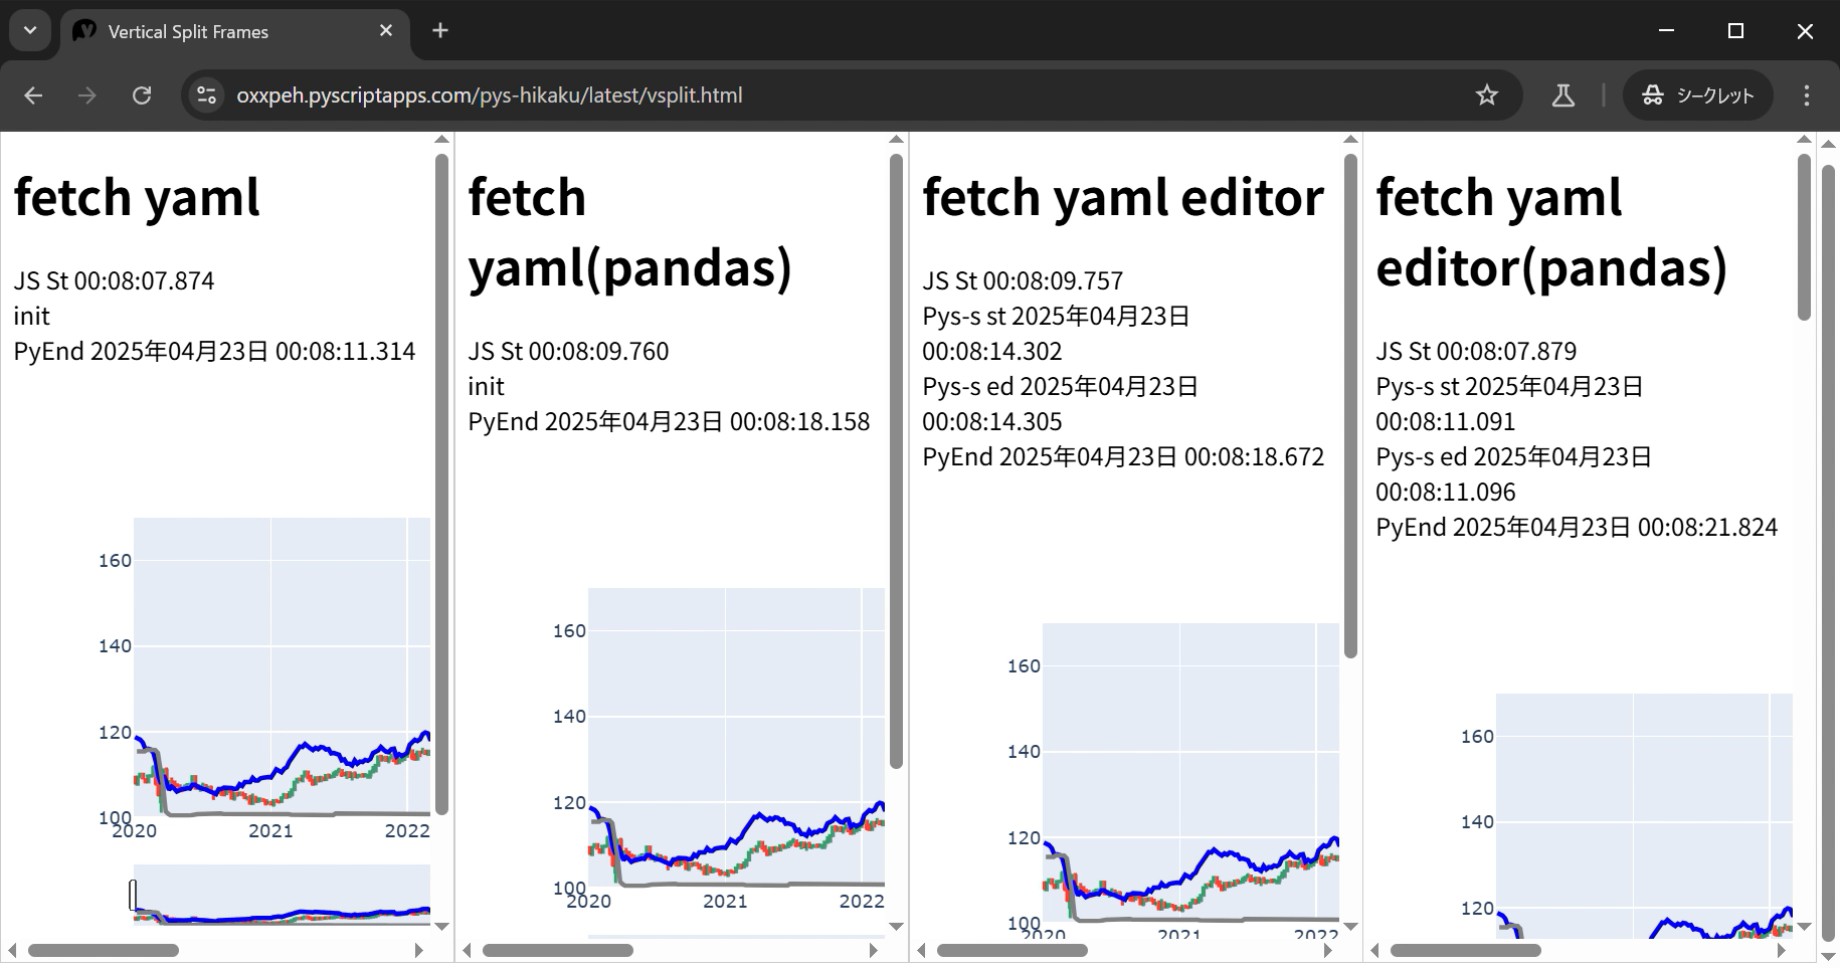 Vertical Split Frames
oxxpeh.pyscriptapps.com/pys-hikaku/latest/vsplit.html
シークレット
fetch yaml
JS St 00:08:07.874
init
PyEnd 2025年04月23日 00:08:11.314
160
140
120
100
2020 2021 2022
fetch
yaml(pandas)
JS St 00:08:09.760
init
PyEnd 2025年04月23日 00:08:18.158
160
140
120
100
2020 2021 2022
fetch yaml editor
JS St 00:08:09.757
Pys-s st 2025年04月23日
00:08:14.302
Pys-s ed 2025年04月23日
00:08:14.305
PyEnd 2025年04月23日 00:08:18.672
160
140
120
100
2020 2021 2022
fetch yaml
editor(pandas)
JS St 00:08:07.879
Pys-s st 2025年04月23日
00:08:11.091
Pys-s ed 2025年04月23日
00:08:11.096
PyEnd 2025年04月23日 00:08:21.824
160
140
120